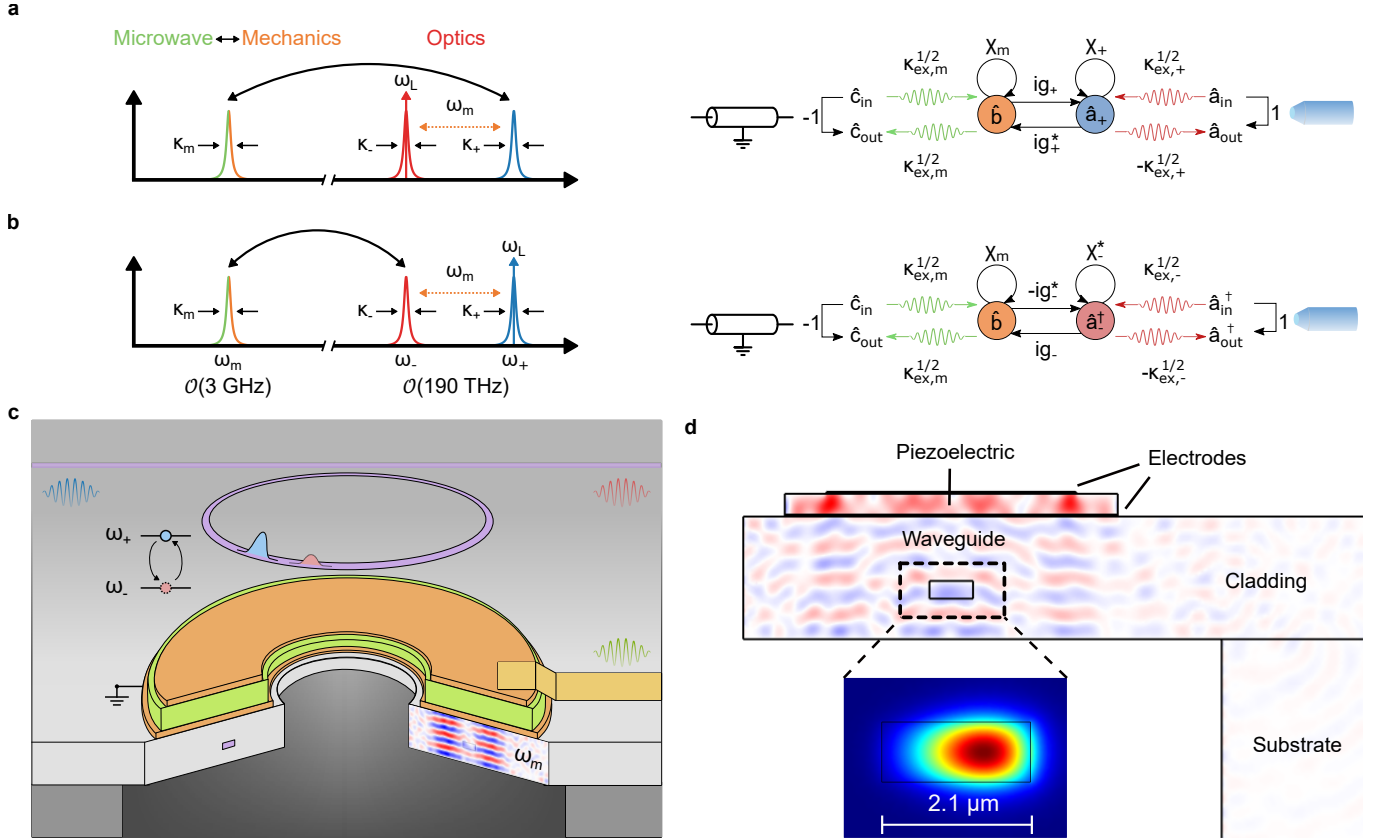 a
Microwave ↔ Mechanics Optics
ω_L
ω_m
κ_m κ_- κ_+
χ_m χ_+
κ_ex,m^1/2 κ_ex,+^1/2
ig_+
-1 ĉ_in b̂ â_+ â_in 1
ĉ_out â_out
ig_+^*
κ_ex,m^1/2 -κ_ex,+^1/2
b
ω_L
ω_m
κ_m κ_- κ_+
ω_m ω_- ω_+
𝒪(3 GHz) 𝒪(190 THz)
χ_m χ_-^*
κ_ex,m^1/2 κ_ex,-^1/2
-ig_-^*
-1 ĉ_in b̂ â_-^† â_in^† 1
ĉ_out â_out^†
ig_-
κ_ex,m^1/2 -κ_ex,-^1/2
c
ω_+
ω_-
ω_m
d
Piezoelectric
Electrodes
Waveguide
Cladding
Substrate
2.1 μm